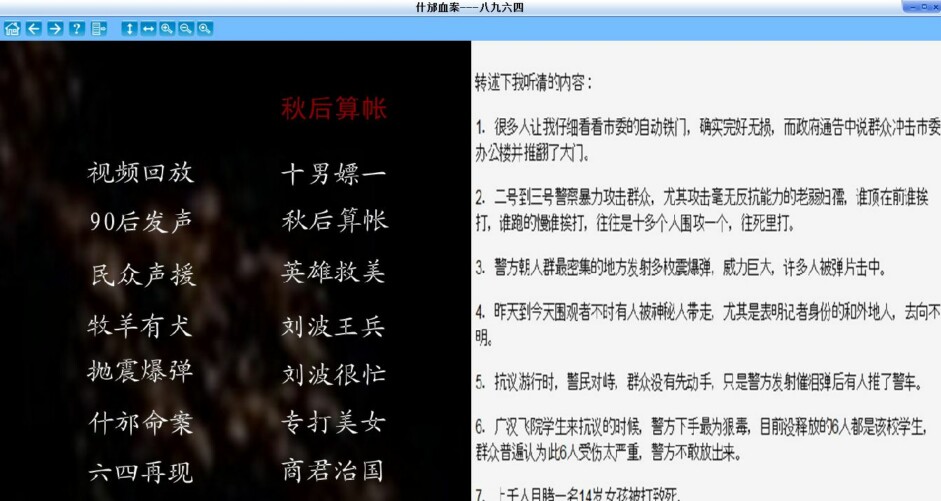 什邡血案---八九六四
秋后算帐
视频回放
十男嫖一
90后发声
秋后算帐
民众声援
英雄救美
牧羊有犬
刘波王兵
抛震爆弹
刘波很忙
什邡命案
专打美女
六四再现
商君治国
转述下我听清的内容：
1. 很多人让我仔细看看市委的自动铁门，确实完好无损，而政府通告中说群众冲击市委
办公楼并推翻了大门。
2. 二号到三号警察暴力攻击群众，尤其攻击毫无反抗能力的老弱妇孺，谁顶在前谁挨
打，谁跑的慢谁挨打，往往是十多个人围攻一个，往死里打。
3. 警方朝人群最密集的地方发射多枚震爆弹，威力巨大，许多人被弹片击中。
4. 昨天到今天围观者不时有人被神秘人带走，尤其是表明记者身份的和外地人，去向不
明。
5. 抗议游行时，警民对峙，群众没有先动手，只是警方发射催泪弹后有人推了警车。
6. 广汉飞院学生来抗议的时候，警方下手最为狠毒，目前没释放的6人都是该校学生，
群众普遍认为此6人受伤太严重，警方不敢放出来。
7. 上千人目睹一名14岁女孩被打致死。